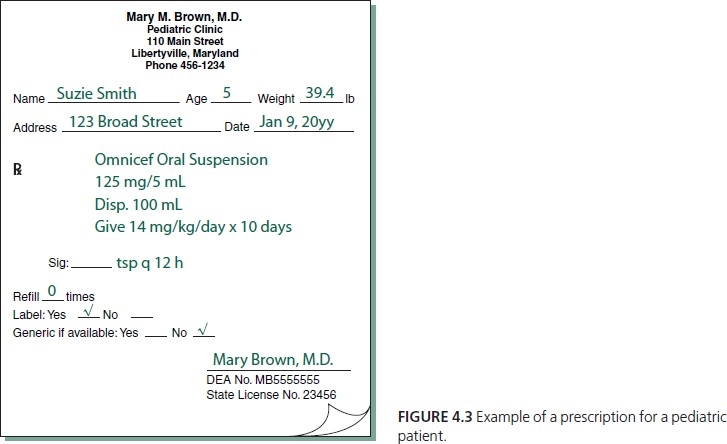 Mary M. Brown, M.D.
Pediatric Clinic
110 Main Street
Libertyville, Maryland
Phone 456-1234
Name Suzie Smith Age 5 Weight 39.4 lb
Address 123 Broad Street Date Jan 9, 20yy
℞ Omnicef Oral Suspension
125 mg/5 mL
Disp. 100 mL
Give 14 mg/kg/day x 10 days
Sig: ______ tsp q 12 h
Refill 0 times
Label: Yes √ No ___
Generic if available: Yes ___ No √
Mary Brown, M.D.
DEA No. MB5555555
State License No. 23456
FIGURE 4.3 Example of a prescription for a pediatric
patient.